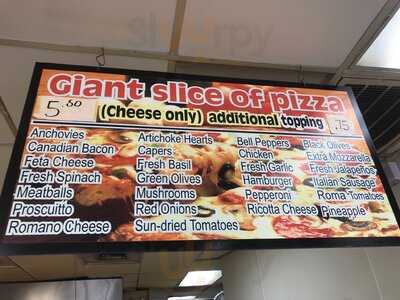 Giant slice of pizza
5.60
(Cheese only) additional topping .75
Anchovies
Canadian Bacon
Feta Cheese
Fresh Spinach
Meatballs
Proscuitto
Romano Cheese
Artichoke Hearts
Capers
Fresh Basil
Green Olives
Mushrooms
Red Onions
Sun-dried Tomatoes
Bell Peppers
Chicken
Fresh Garlic
Hamburger
Pepperoni
Ricotta Cheese
Black Olives
Extra Mozzarella
Fresh Jalapeños
Italian Sausage
Roma Tomatoes
Pineapple